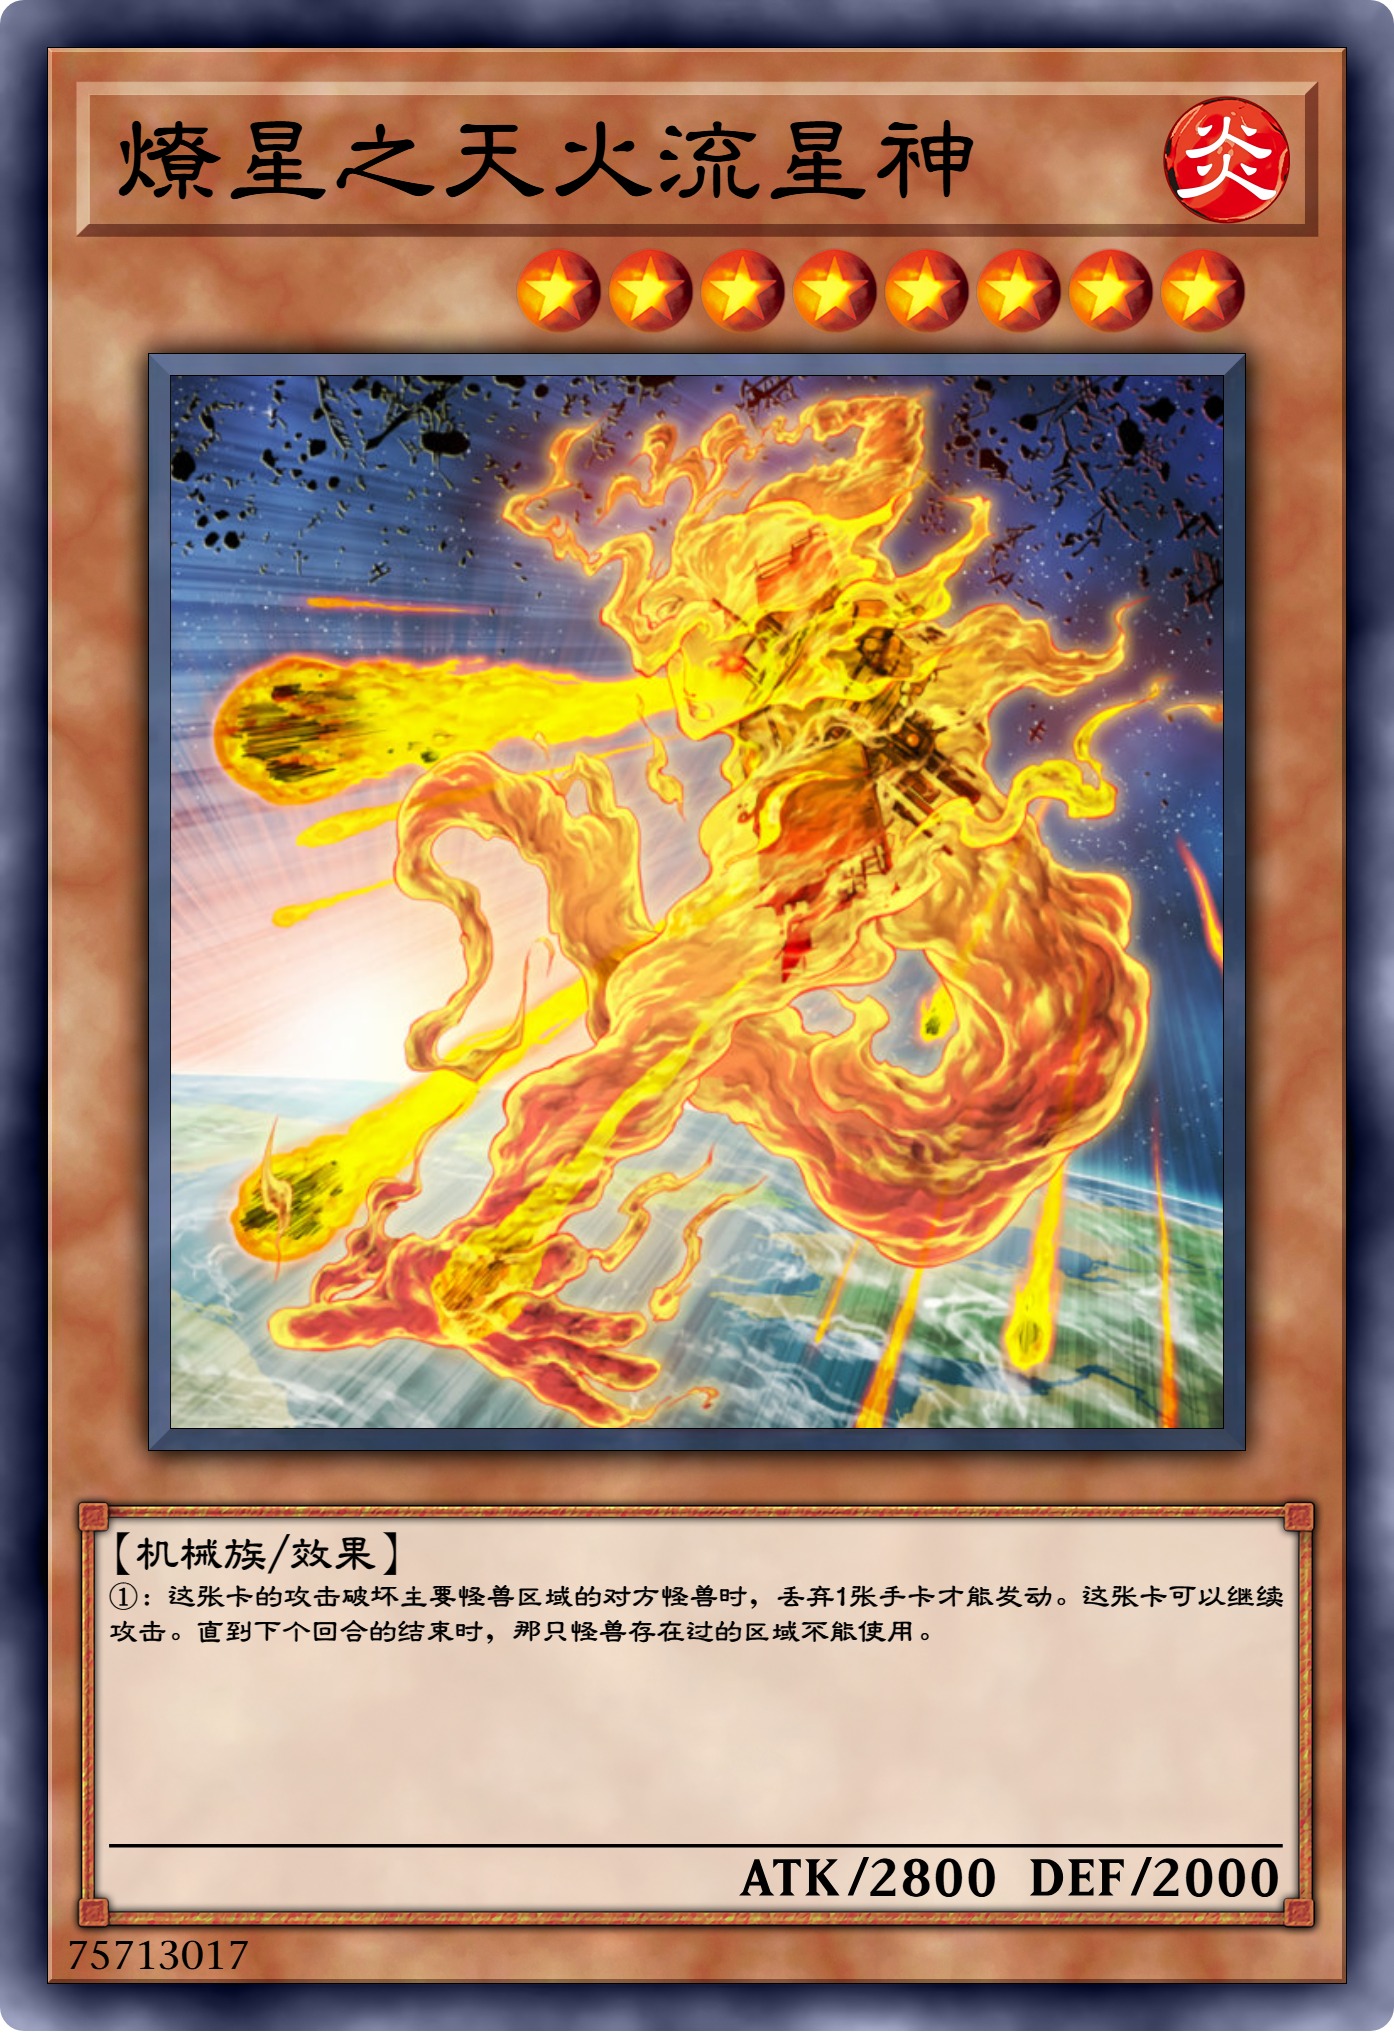 燎星之天火流星神
炎
【机械族/效果】
①：这张卡的攻击破坏主要怪兽区域的对方怪兽时，丢弃1张手卡才能发动。这张卡可以继续
攻击。直到下个回合的结束时，那只怪兽存在过的区域不能使用。
ATK/2800 DEF/2000
75713017